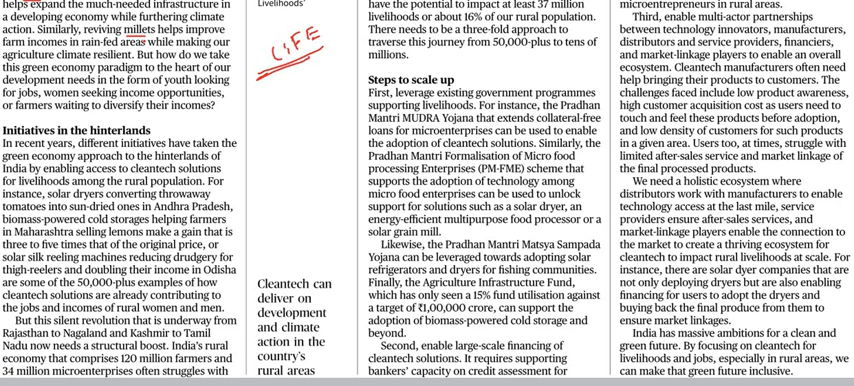 helps expand the much-needed infrastructure in
a developing economy while furthering climate
action. Similarly, reviving millets helps improve
farm incomes in rain-fed areas while making our
agriculture climate resilient. But how do we take
this green economy paradigm to the heart of our
development needs in the form of youth looking
for jobs, women seeking income opportunities,
or farmers waiting to diversify their incomes?
Initiatives in the hinterlands
In recent years, different initiatives have taken the
green economy approach to the hinterlands of
India by enabling access to cleantech solutions
for livelihoods among the rural population. For
instance, solar dryers converting throwaway
tomatoes into sun-dried ones in Andhra Pradesh,
biomass-powered cold storages helping farmers
in Maharashtra selling lemons make a gain that is
three to five times that of the original price, or
solar silk reeling machines reducing drudgery for
thigh-reelers and doubling their income in Odisha
are some of the 50,000-plus examples of how
cleantech solutions are already contributing to
the jobs and incomes of rural women and men.
But this silent revolution that is underway from
Rajasthan to Nagaland and Kashmir to Tamil
Nadu now needs a structural boost. India's rural
economy that comprises 120 million farmers and
34 million microenterprises often struggles with
Livelihoods'
LIFE
Cleantech can
deliver on
development
and climate
action in the
country's
rural areas
have the potential to impact at least 37 million
livelihoods or about 16% of our rural population.
There needs to be a three-fold approach to
traverse this journey from 50,000-plus to tens of
millions.
Steps to scale up
First, leverage existing government programmes
supporting livelihoods. For instance, the Pradhan
Mantri MUDRA Yojana that extends collateral-free
loans for microenterprises can be used to enable
the adoption of cleantech solutions. Similarly, the
Pradhan Mantri Formalisation of Micro food
processing Enterprises (PM-FME) scheme that
supports the adoption of technology among
micro food enterprises can be used to unlock
support for solutions such as a solar dryer, an
energy-efficient multipurpose food processor or a
solar grain mill.
Likewise, the Pradhan Mantri Matsya Sampada
Yojana can be leveraged towards adopting solar
refrigerators and dryers for fishing communities.
Finally, the Agriculture Infrastructure Fund,
which has only seen a 15% fund utilisation against
a target of ₹1,00,000 crore, can support the
adoption of biomass-powered cold storage and
beyond.
Second, enable large-scale financing of
cleantech solutions. It requires supporting
bankers' capacity on credit assessment for
microentrepreneurs in rural areas.
Third, enable multi-actor partnerships
between technology innovators, manufacturers,
distributors and service providers, financiers,
and market-linkage players to enable an overall
ecosystem. Cleantech manufacturers often need
help bringing their products to customers. The
challenges faced include low product awareness,
high customer acquisition cost as users need to
touch and feel these products before adoption,
and low density of customers for such products
in a given area. Users too, at times, struggle with
limited after-sales service and market linkage of
the final processed products.
We need a holistic ecosystem where
distributors work with manufacturers to enable
technology access at the last mile, service
providers ensure after-sales services, and
market-linkage players enable the connection to
the market to create a thriving ecosystem for
cleantech to impact rural livelihoods at scale. For
instance, there are solar dyer companies that are
not only deploying dryers but are also enabling
financing for users to adopt the dryers and
buying back the final produce from them to
ensure market linkages.
India has massive ambitions for a clean and
green future. By focusing on cleantech for
livelihoods and jobs, especially in rural areas, we
can make that green future inclusive.